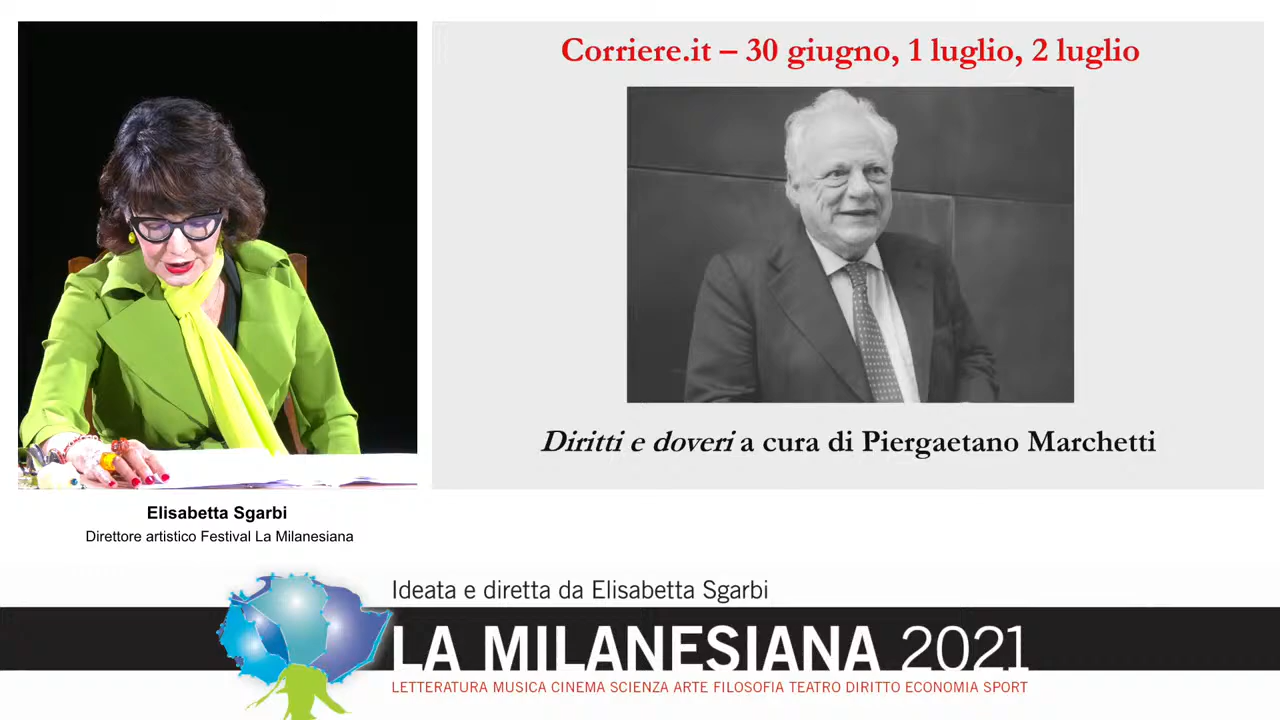 Corriere.it – 30 giugno, 1 luglio, 2 luglio
Diritti e doveri a cura di Piergaetano Marchetti
Elisabetta Sgarbi
Direttore artistico Festival La Milanesiana
Ideata e diretta da Elisabetta Sgarbi
LA MILANESIANA 2021
LETTERATURA MUSICA CINEMA SCIENZA ARTE FILOSOFIA TEATRO DIRITTO ECONOMIA SPORT